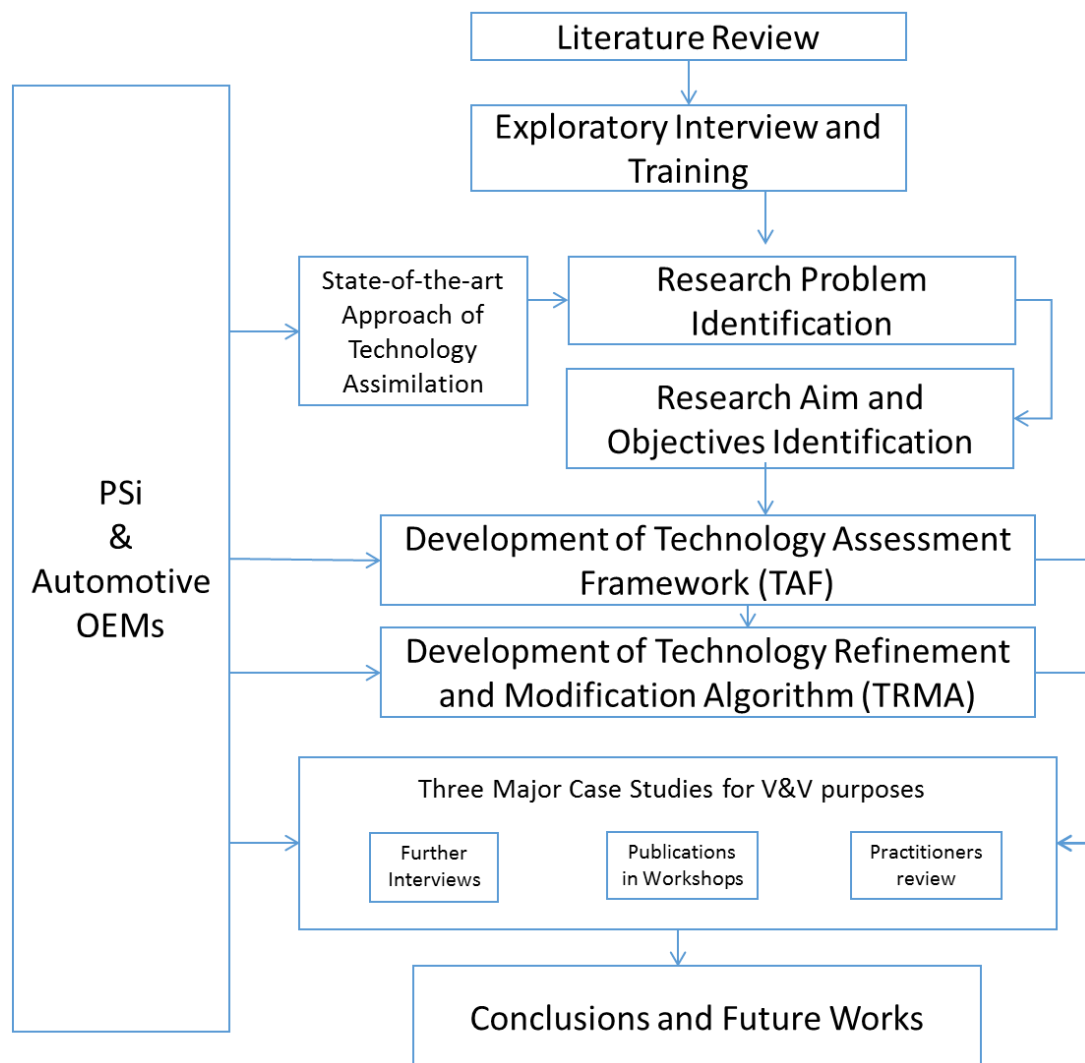 Literature Review
Exploratory Interview and
Training
State-of-the-art
Approach of
Technology
Assimilation
Research Problem
Identification
Research Aim and
Objectives Identification
PSi
&
Automotive
OEMs
Development of Technology Assessment
Framework (TAF)
Development of Technology Refinement
and Modification Algorithm (TRMA)
Three Major Case Studies for V&V purposes
Further
Interviews
Publications
in Workshops
Practitioners
review
Conclusions and Future Works